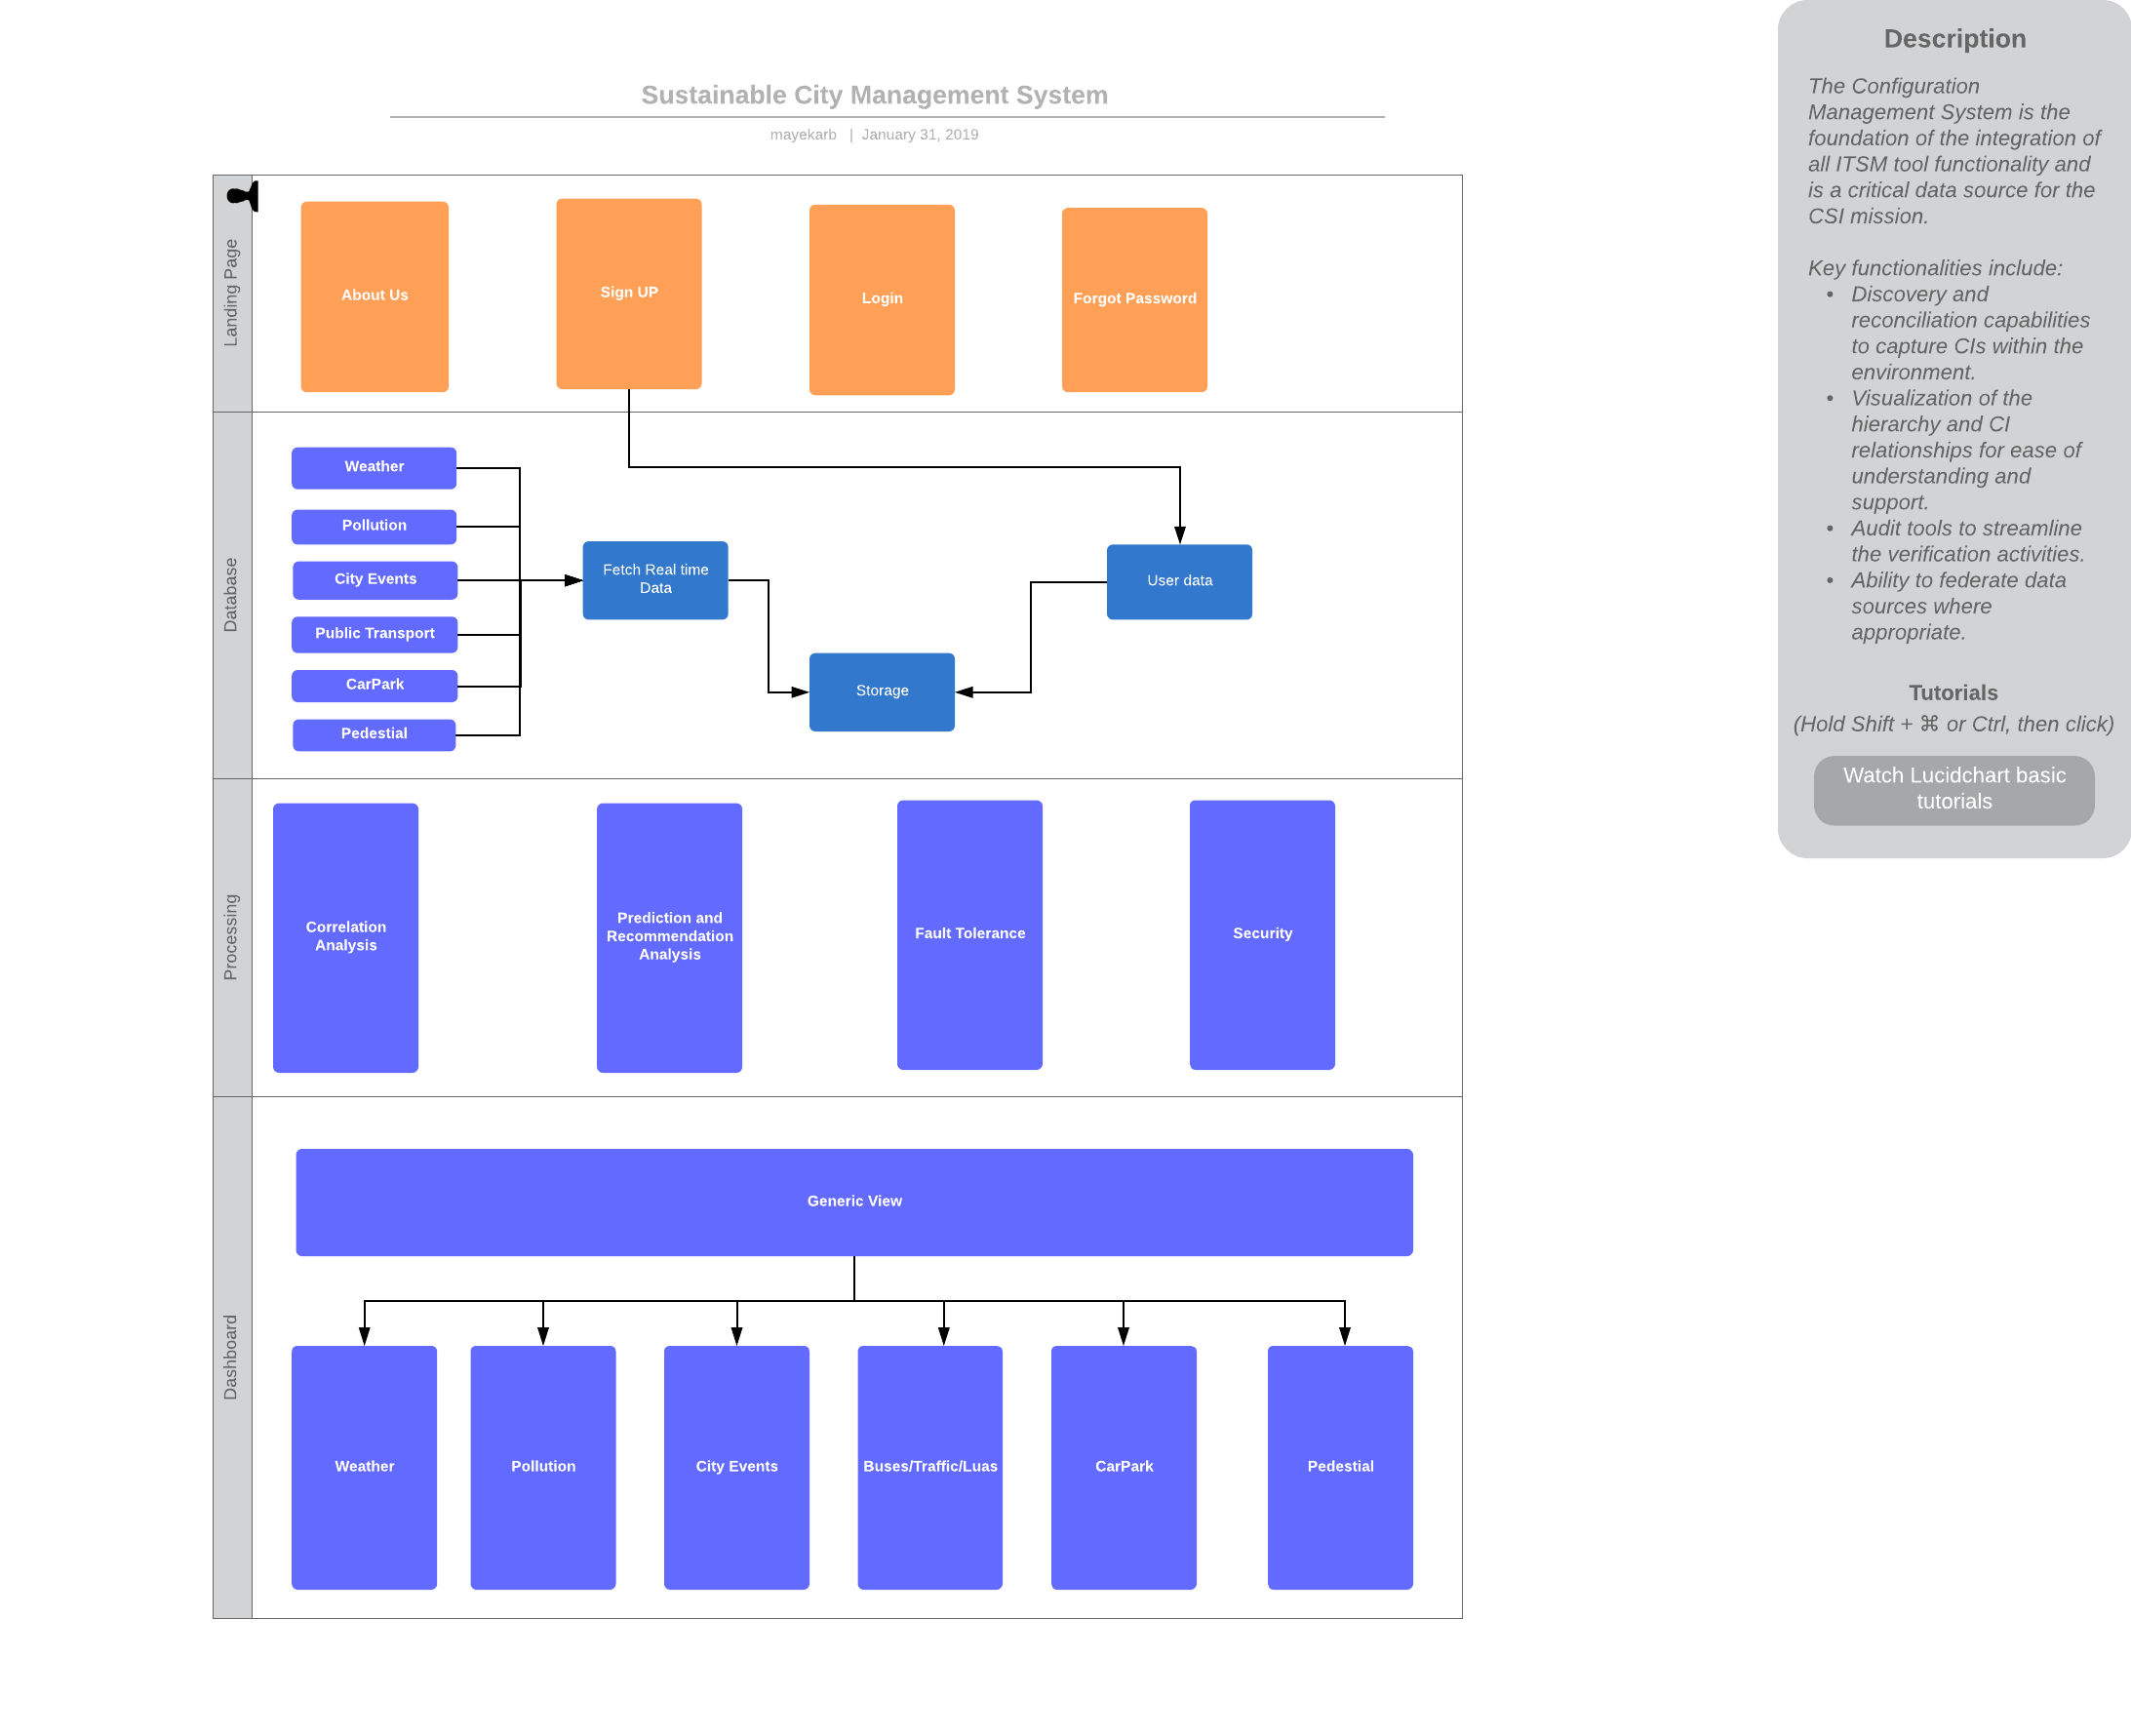 Sustainable City Management System
mayekarb | January 31, 2019
Landing Page
About Us
Sign UP
Login
Forgot Password
Database
Weather
Pollution
City Events
Public Transport
CarPark
Pedestial
Fetch Real time
Data
User data
Storage
Processing
Correlation
Analysis
Prediction and
Recommendation
Analysis
Fault Tolerance
Security
Dashboard
Generic View
Weather
Pollution
City Events
Buses/Traffic/Luas
CarPark
Pedestial
Description
The Configuration
Management System is the
foundation of the integration of
all ITSM tool functionality and
is a critical data source for the
CSI mission.
Key functionalities include:
• Discovery and
reconciliation capabilities
to capture CIs within the
environment.
• Visualization of the
hierarchy and CI
relationships for ease of
understanding and
support.
• Audit tools to streamline
the verification activities.
• Ability to federate data
sources where
appropriate.
Tutorials
(Hold Shift + ⌘ or Ctrl, then click)
Watch Lucidchart basic
tutorials